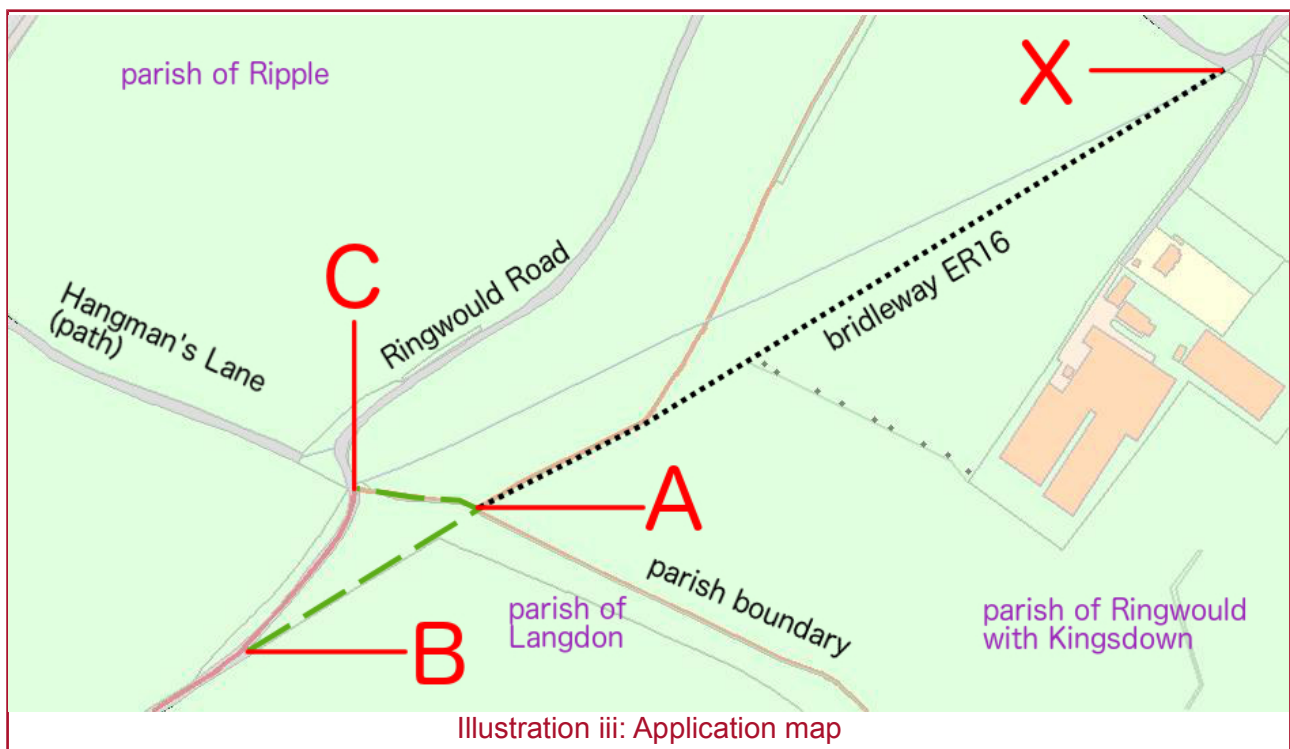 parish of Ripple
X
Hangman's Lane
(path)
C
Ringwould Road
bridleway ER16
A
parish boundary
parish of
Langdon
parish of Ringwould
with Kingsdown
B
Illustration iii: Application map